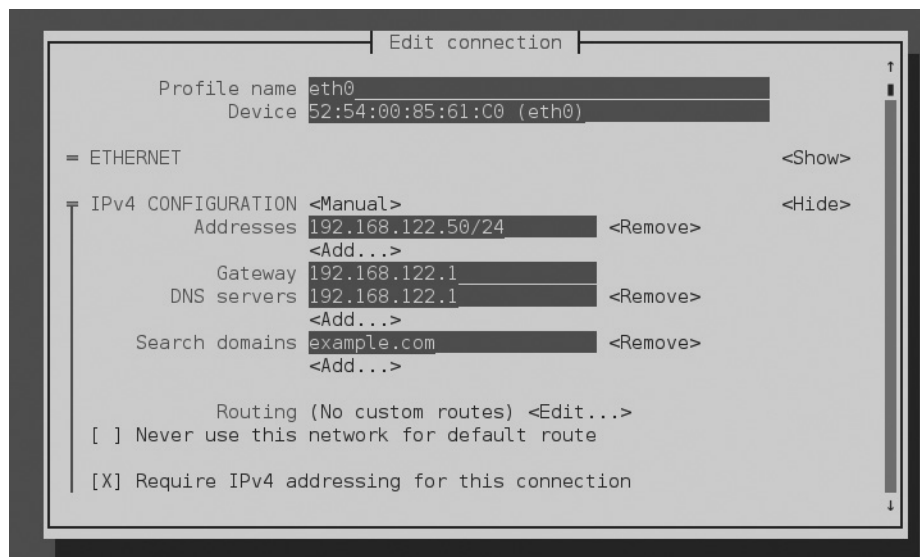 Edit connection
Profile name eth0
Device 52:54:00:85:61:C0 (eth0)
= ETHERNET <Show>
IPv4 CONFIGURATION <Manual> <Hide>
Addresses 192.168.122.50/24 <Remove>
<Add...>
Gateway 192.168.122.1
DNS servers 192.168.122.1 <Remove>
<Add...>
Search domains example.com <Remove>
<Add...>
Routing (No custom routes) <Edit...>
[ ] Never use this network for default route
[X] Require IPv4 addressing for this connection